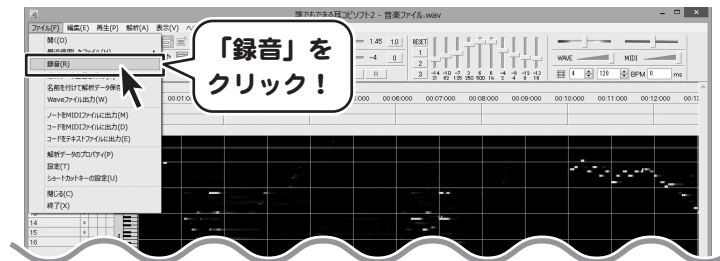 誰でもできる耳コピソフト2 - 音楽ファイル.wav
ファイル(F) 編集(E) 再生(P) 解析(A) 表示(V)
開く(O)
録音(R)
名前を付けて解析データ保存
Waveファイル出力(W)
ノートをMIDIファイルに出力(M)
コードをMIDIファイルに出力(D)
コードをテキストファイルに出力(E)
解析データのプロパティ(P)
設定(T)
ショートカットキーの設定(U)
閉じる(C)
終了(X)
「録音」を
クリック！
1.45 1.0
-4 0
R
RESET
1
2
3
WAVE MIDI
4 120 BPM 0 ms
00:06:000 00:07:000 00:08:000 00:09:000 00:10:000 00:11:000 00:12:000
14
15
16
4